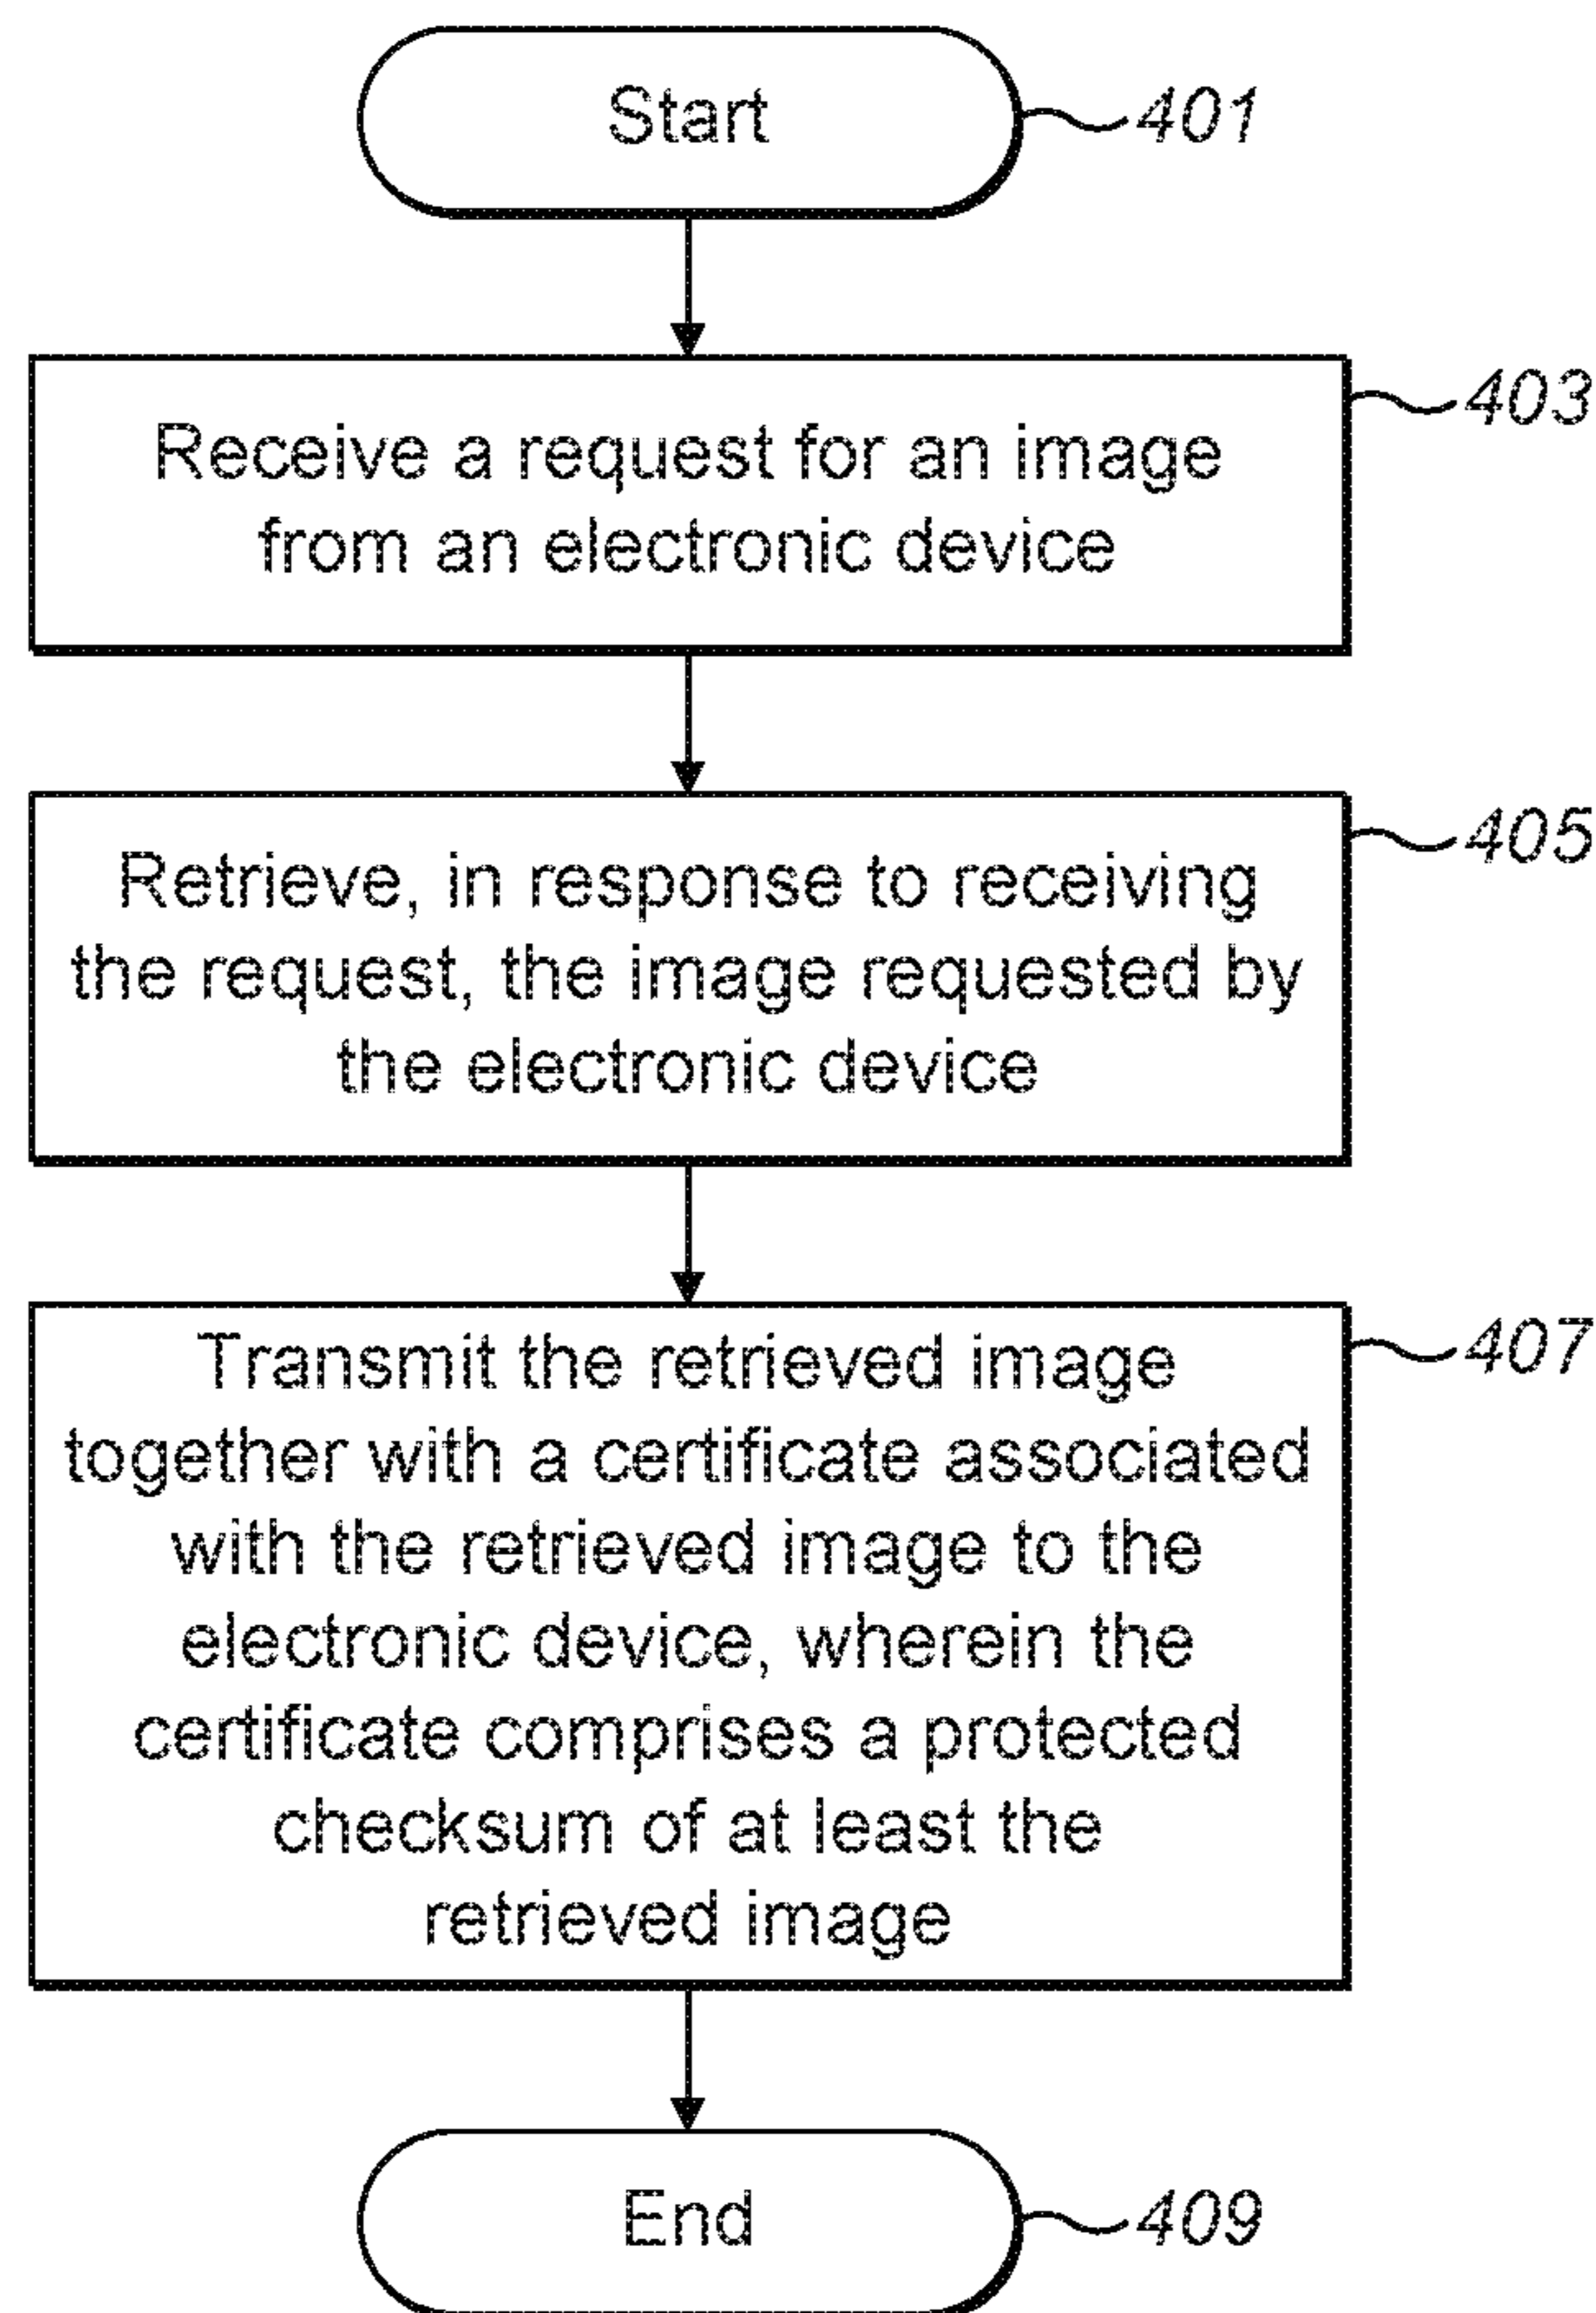 Start
401
Receive a request for an image
from an electronic device
403
Retrieve, in response to receiving
the request, the image requested by
the electronic device
405
Transmit the retrieved image
together with a certificate associated
with the retrieved image to the
electronic device, wherein the
certificate comprises a protected
checksum of at least the
retrieved image
407
End
409